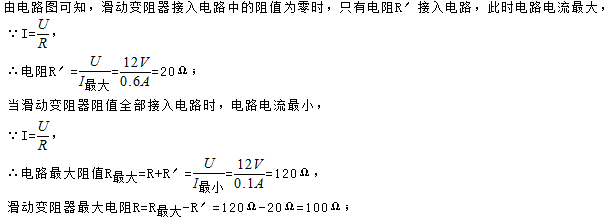 由电路图可知，滑动变阻器接入电路中的阻值为零时，只有电阻R′接入电路，此时电路电流最大，
∵I=U/R，
∴电阻R′=U/I最大=12V/0.6A=20Ω；
当滑动变阻器阻值全部接入电路时，电路电流最小，
∵I=U/R，
∴电路最大阻值R最大=R+R′=U/I最小=12V/0.1A=120Ω，
滑动变阻器最大电阻R=R最大-R′=120Ω-20Ω=100Ω；